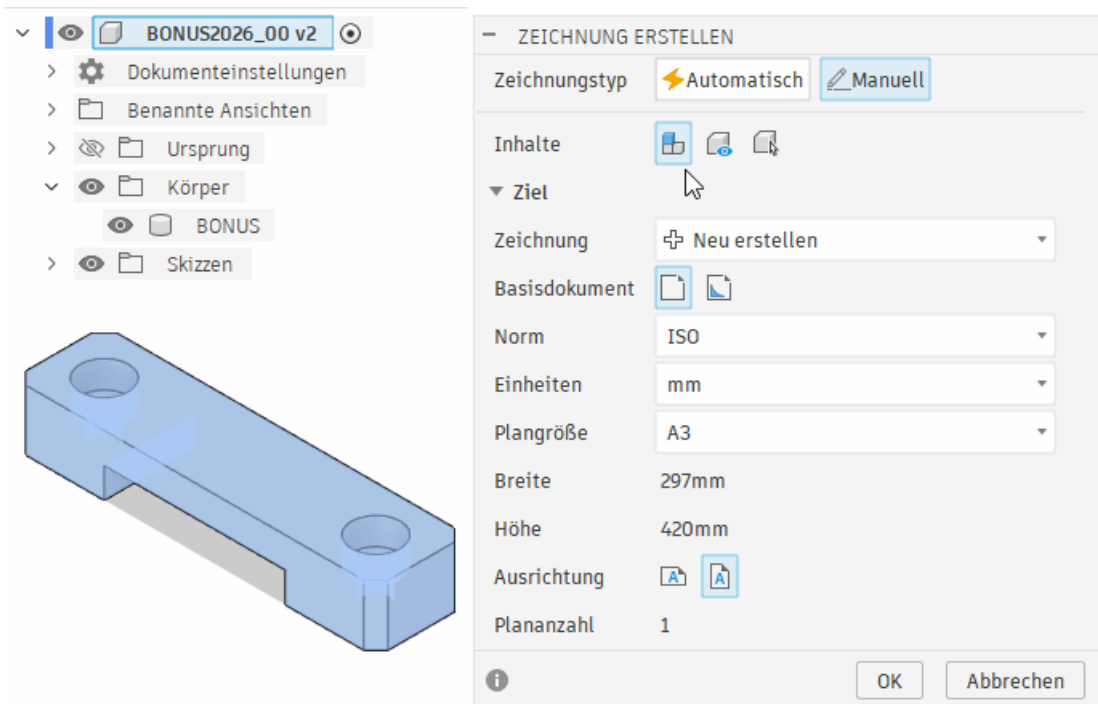 BONUS2026_00 v2
Dokumenteinstellungen
Benannte Ansichten
Ursprung
Körper
BONUS
Skizzen
ZEICHNUNG ERSTELLEN
Zeichnungstyp Automatisch Manuell
Inhalte
Ziel
Zeichnung Neu erstellen
Basisdokument
Norm ISO
Einheiten mm
Plangröße A3
Breite 297mm
Höhe 420mm
Ausrichtung A A
Plananzahl 1
OK Abbrechen